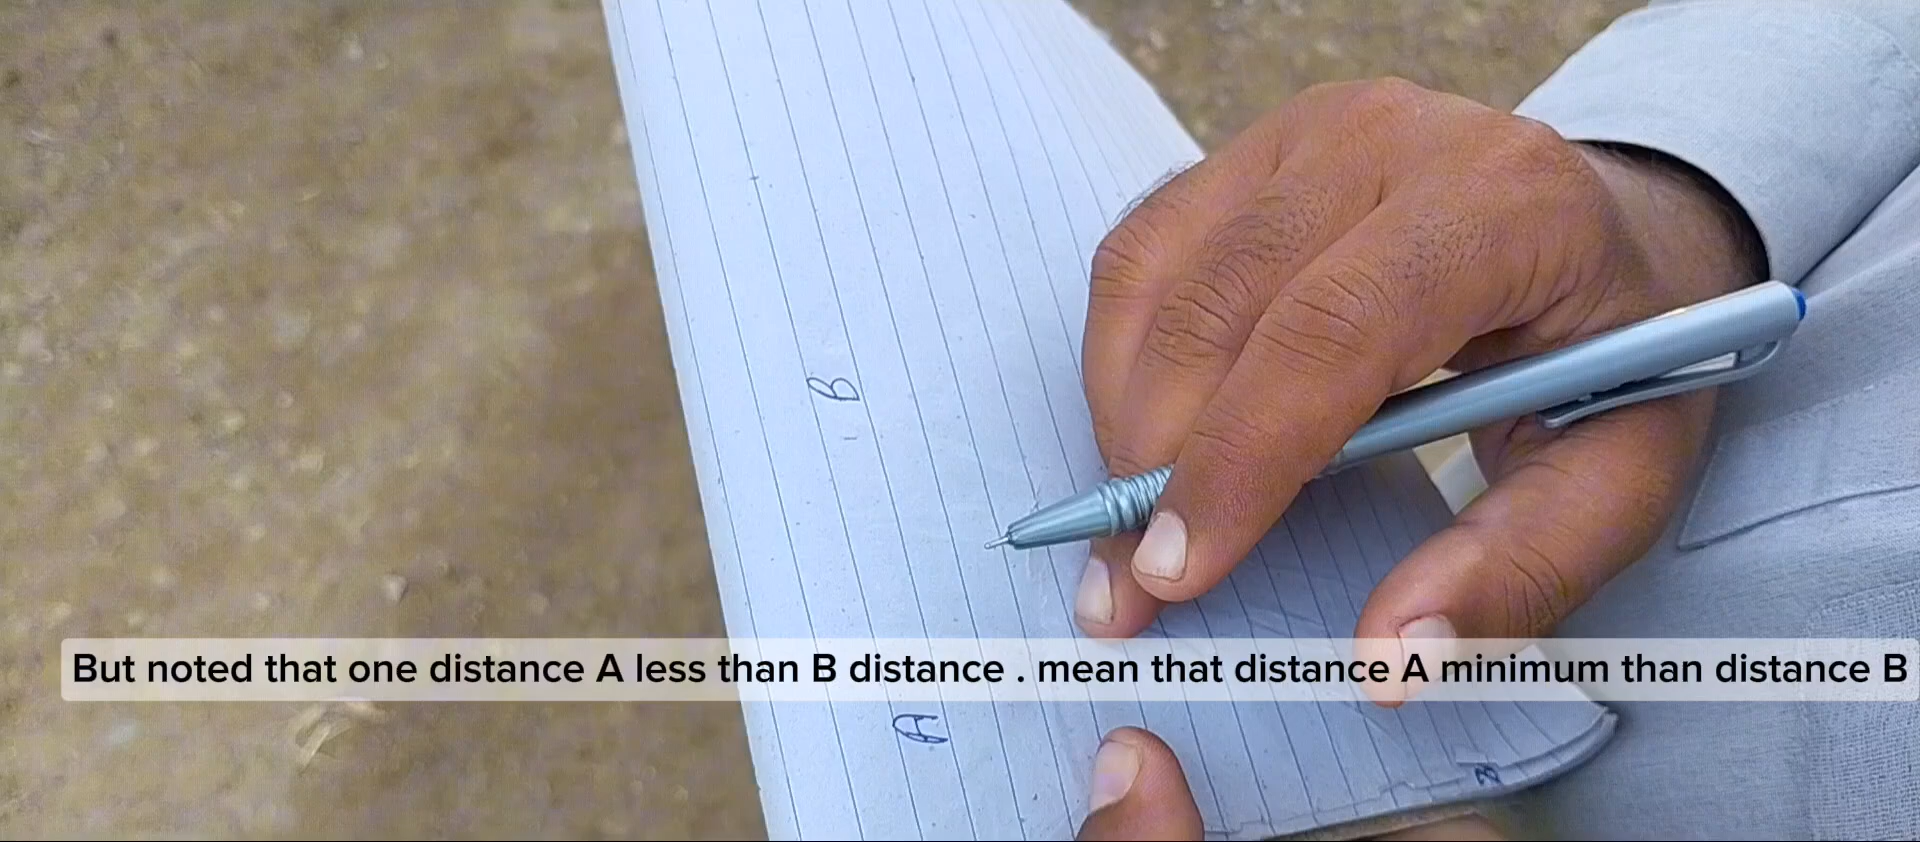 B
But noted that one distance A less than B distance . mean that distance A minimum than distance B
A